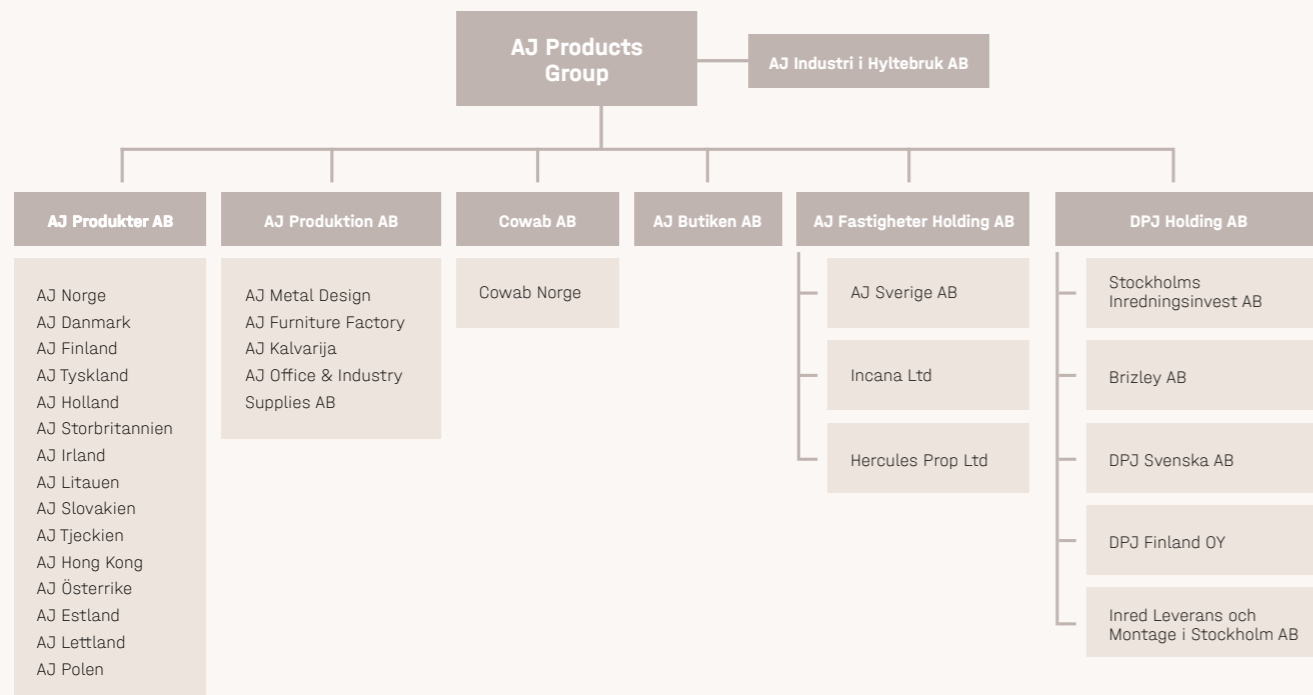 AJ Products
Group
AJ Industri i Hyltebruk AB
AJ Produkter AB
AJ Norge
AJ Danmark
AJ Finland
AJ Tyskland
AJ Holland
AJ Storbritannien
AJ Irland
AJ Litauen
AJ Slovakien
AJ Tjeckien
AJ Hong Kong
AJ Österrike
AJ Estland
AJ Lettland
AJ Polen
AJ Produktion AB
AJ Metal Design
AJ Furniture Factory
AJ Kalvarija
AJ Office & Industry
Supplies AB
Cowab AB
Cowab Norge
AJ Butiken AB
AJ Fastigheter Holding AB
AJ Sverige AB
Incana Ltd
Hercules Prop Ltd
DPJ Holding AB
Stockholms
Inredningsinvest AB
Brizley AB
DPJ Svenska AB
DPJ Finland OY
Inred Leverans och
Montage i Stockholm AB